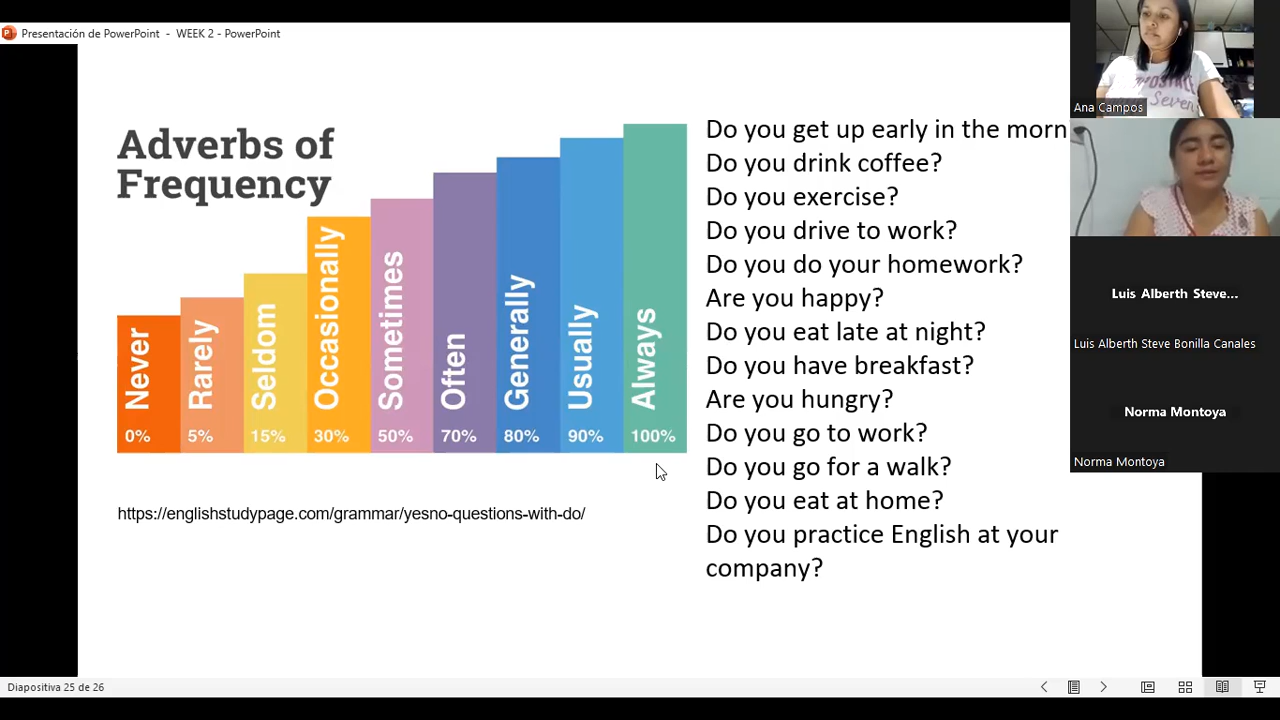 Presentación de PowerPoint - WEEK 2 - PowerPoint
Ana Campos
Adverbs of
Frequency
Never
Rarely
Seldom
Occasionally
Sometimes
Often
Generally
Usually
Always
0%
5%
15%
30%
50%
70%
80%
90%
100%
https://englishstudypage.com/grammar/yesno-questions-with-do/
Do you get up early in the morn
Do you drink coffee?
Do you exercise?
Do you drive to work?
Do you do your homework?
Are you happy?
Do you eat late at night?
Do you have breakfast?
Are you hungry?
Do you go to work?
Do you go for a walk?
Do you eat at home?
Do you practice English at your
company?
Luis Alberth Steve...
Luis Alberth Steve Bonilla Canales
Norma Montoya
Norma Montoya
Diapositiva 25 de 26